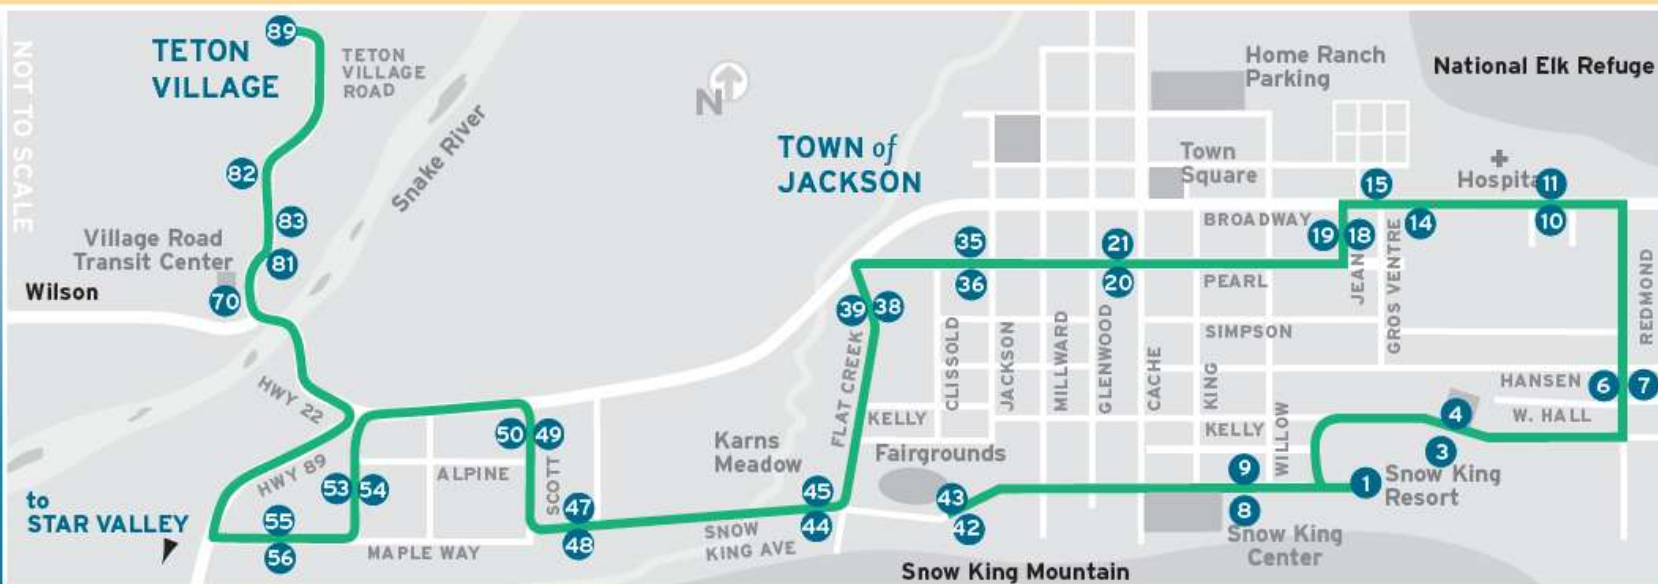 NOT TO SCALE
TETON
VILLAGE
89
TETON
VILLAGE
ROAD
82
83
81
Village Road
Transit Center
70
Wilson
Snake River
N
TOWN of
JACKSON
Home Ranch
Parking
National Elk Refuge
Town
Square
Hospita
15
11
14
10
BROADWAY
19
18
JEAN
GROS VENTRE
REDMOND
35
36
21
20
PEARL
39
38
SIMPSON
FLAT CREEK
CLISSOLD
JACKSON
MILLWARD
GLENWOOD
CACHE
KING
WILLOW
HANSEN
6
7
W. HALL
4
3
KELLY
KELLY
HWY 22
HWY 89
50
49
SCOTT
ALPINE
53
54
Karns
Meadow
Fairgrounds
45
44
43
42
9
8
1
Snow King
Resort
Snow King
Center
47
48
SNOW
KING AVE
to
STAR VALLEY
55
56
MAPLE WAY
Snow King Mountain